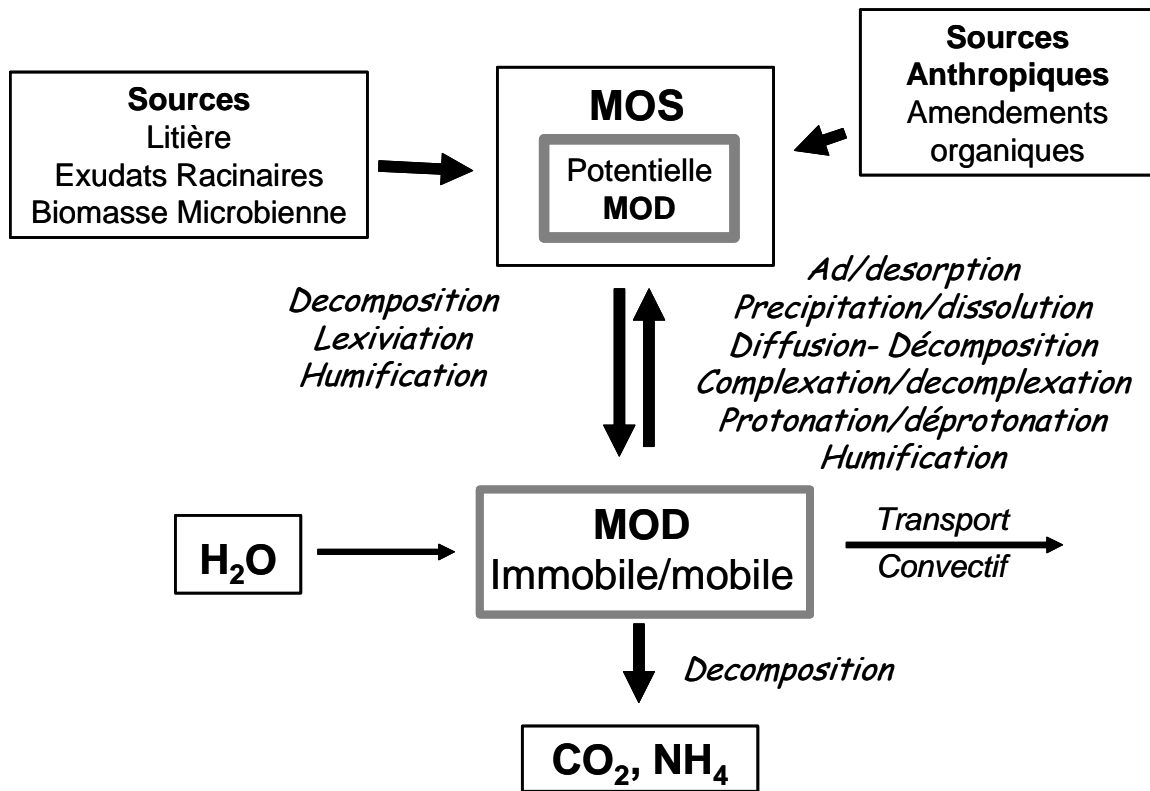 Sources
Litière
Exudats Racinaires
Biomasse Microbienne
MOS
Potentielle
MOD
Sources
Anthropiques
Amendements
organiques
Decomposition
Lexiviation
Humification
Ad/desorption
Precipitation/dissolution
Diffusion- Décomposition
Complexation/decomplexation
Protonation/déprotonation
Humification
H₂O
MOD
Immobile/mobile
Transport
Convectif
Decomposition
CO₂, NH₄